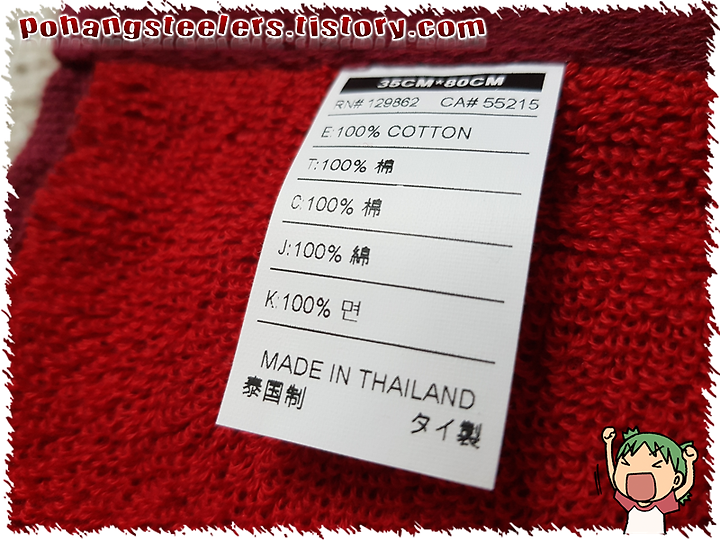 pohangsteelers.tistory.com
35CM*80CM
RN# 129862 CA# 55215
E:100% COTTON
T:100% 棉
C:100% 棉
J:100% 綿
K:100% 면
MADE IN THAILAND
泰国制
タイ製